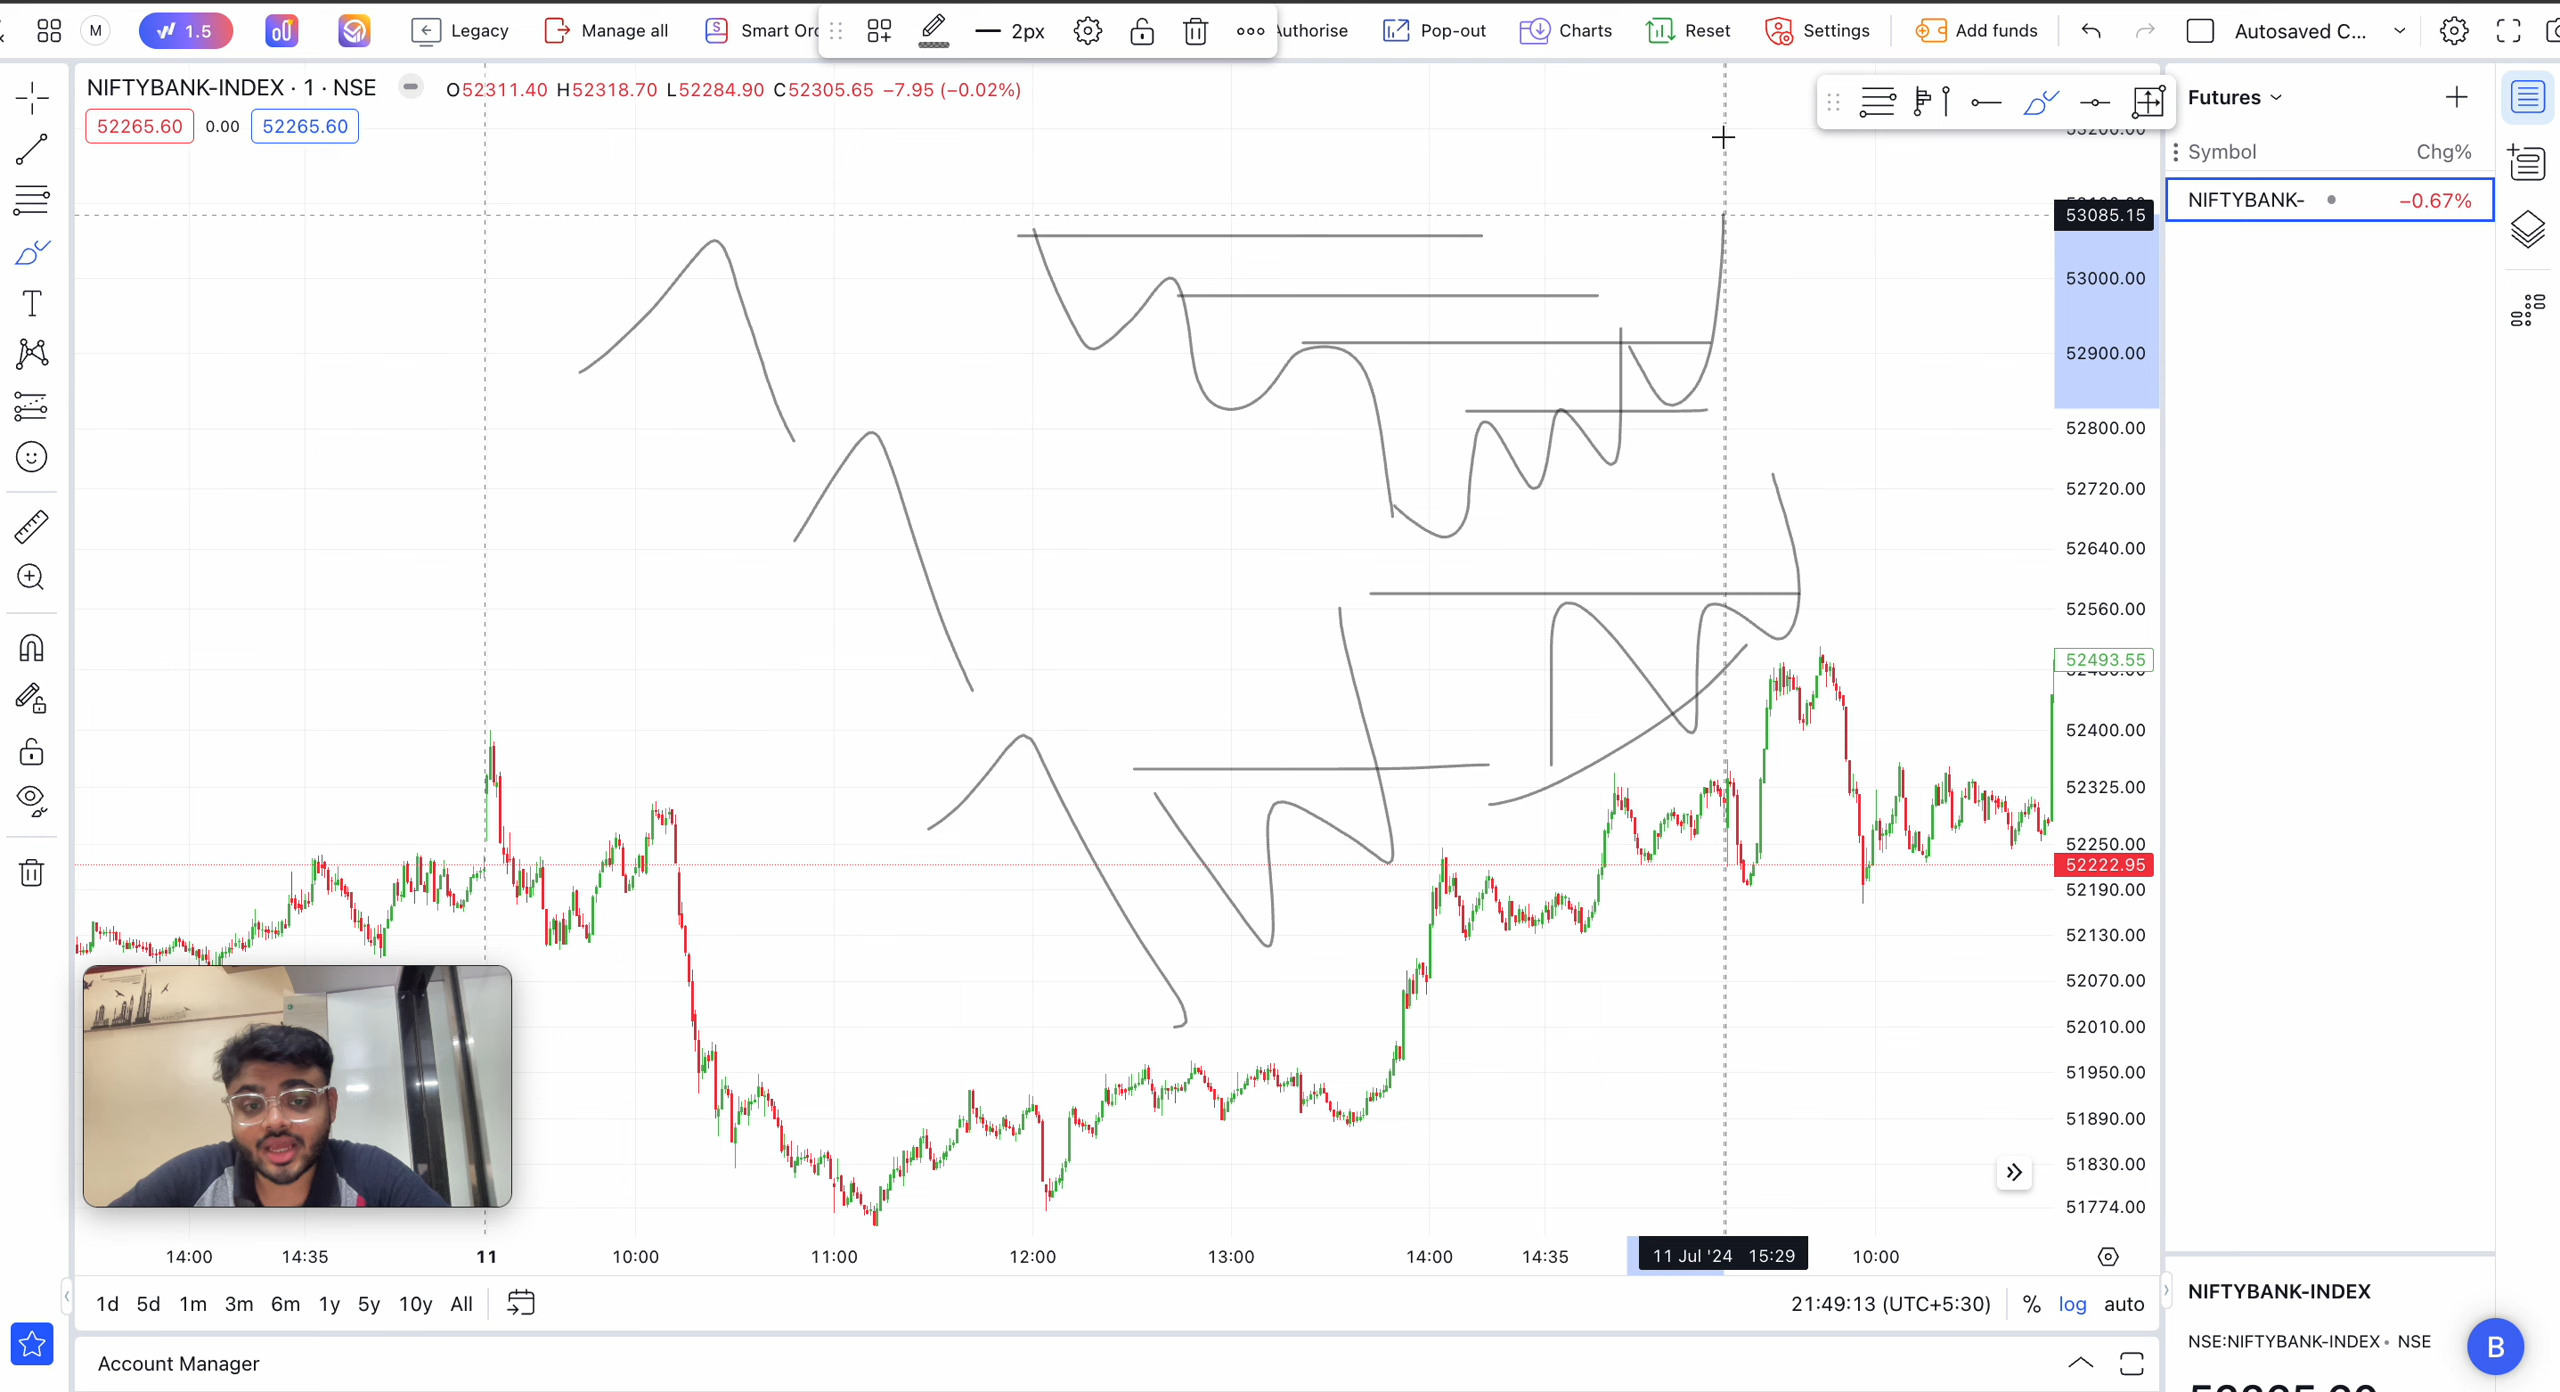 M
1.5
Legacy
Manage all
Smart Orc
2px
uthorise
Pop-out
Charts
Reset
Settings
Add funds
Autosaved C...
NIFTYBANK-INDEX · 1 · NSE
O52311.40 H52318.70 L52284.90 C52305.65 −7.95 (−0.02%)
52265.60 0.00 52265.60
Futures
Symbol Chg%
NIFTYBANK- −0.67%
53200.00
53085.15
53000.00
52900.00
52800.00
52720.00
52640.00
52560.00
52493.55
52400.00
52325.00
52250.00
52222.95
52190.00
52130.00
52070.00
52010.00
51950.00
51890.00
51830.00
51774.00
14:00 14:35 11 10:00 11:00 12:00 13:00 14:00 14:35 11 Jul '24 15:29 10:00
1d 5d 1m 3m 6m 1y 5y 10y All
21:49:13 (UTC+5:30) % log auto
Account Manager
NIFTYBANK-INDEX
NSE:NIFTYBANK-INDEX • NSE
B